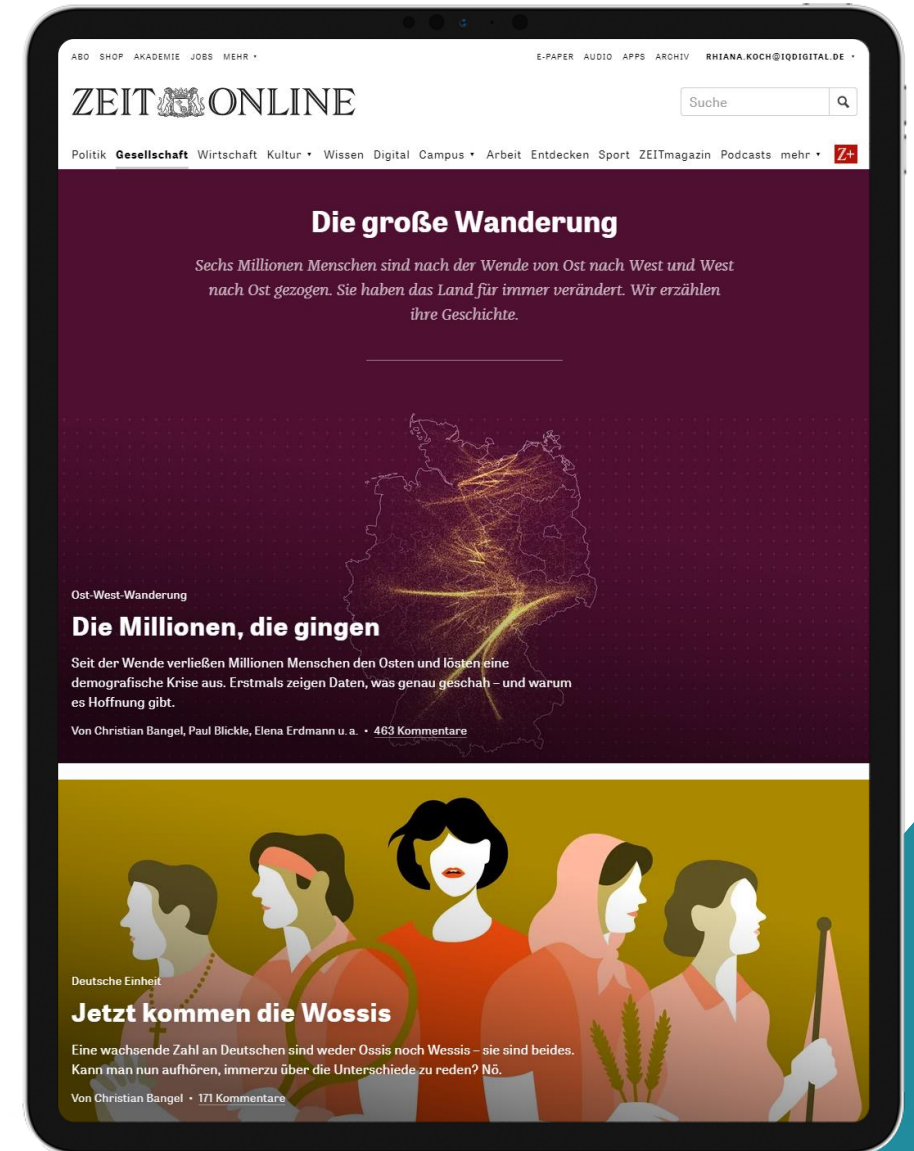 ABO SHOP AKADEMIE JOBS MEHR
E-PAPER AUDIO APPS ARCHIV RHIANA.KOCH@IQDIGITAL.DE
ZEIT ONLINE
Suche
Politik Gesellschaft Wirtschaft Kultur Wissen Digital Campus Arbeit Entdecken Sport ZEITmagazin Podcasts mehr Z+
Die große Wanderung
Sechs Millionen Menschen sind nach der Wende von Ost nach West und West
nach Ost gezogen. Sie haben das Land für immer verändert. Wir erzählen
ihre Geschichte.
Ost-West-Wanderung
Die Millionen, die gingen
Seit der Wende verließen Millionen Menschen den Osten und lösten eine
demografische Krise aus. Erstmals zeigen Daten, was genau geschah – und warum
es Hoffnung gibt.
Von Christian Bangel, Paul Blickle, Elena Erdmann u. a. • 463 Kommentare
Deutsche Einheit
Jetzt kommen die Wossis
Eine wachsende Zahl an Deutschen sind weder Ossis noch Wessis – sie sind beides.
Kann man nun aufhören, immerzu über die Unterschiede zu reden? Nö.
Von Christian Bangel • 171 Kommentare